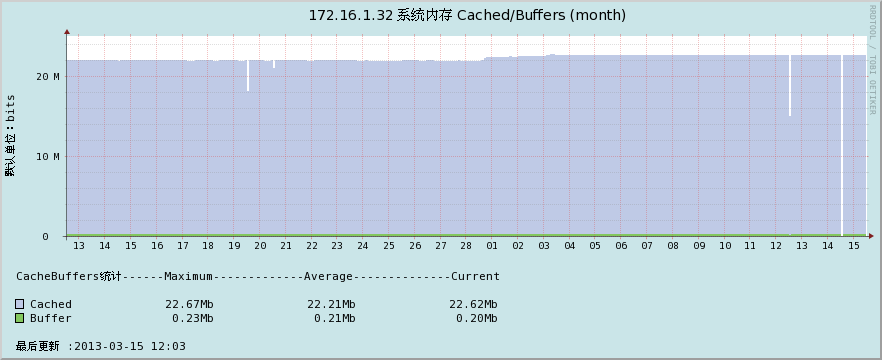 172.16.1.32 系统内存 Cached/Buffers (month)
RRDTOOL / TOBI OETIKER
默认单位：bits
20 M
10 M
0
13 14 15 16 17 18 19 20 21 22 23 24 25 26 27 28 01 02 03 04 05 06 07 08 09 10 11 12 13 14 15
CacheBuffers统计------Maximum-------------Average--------------Current
Cached 22.67Mb 22.21Mb 22.62Mb
Buffer 0.23Mb 0.21Mb 0.20Mb
最后更新 :2013-03-15 12:03